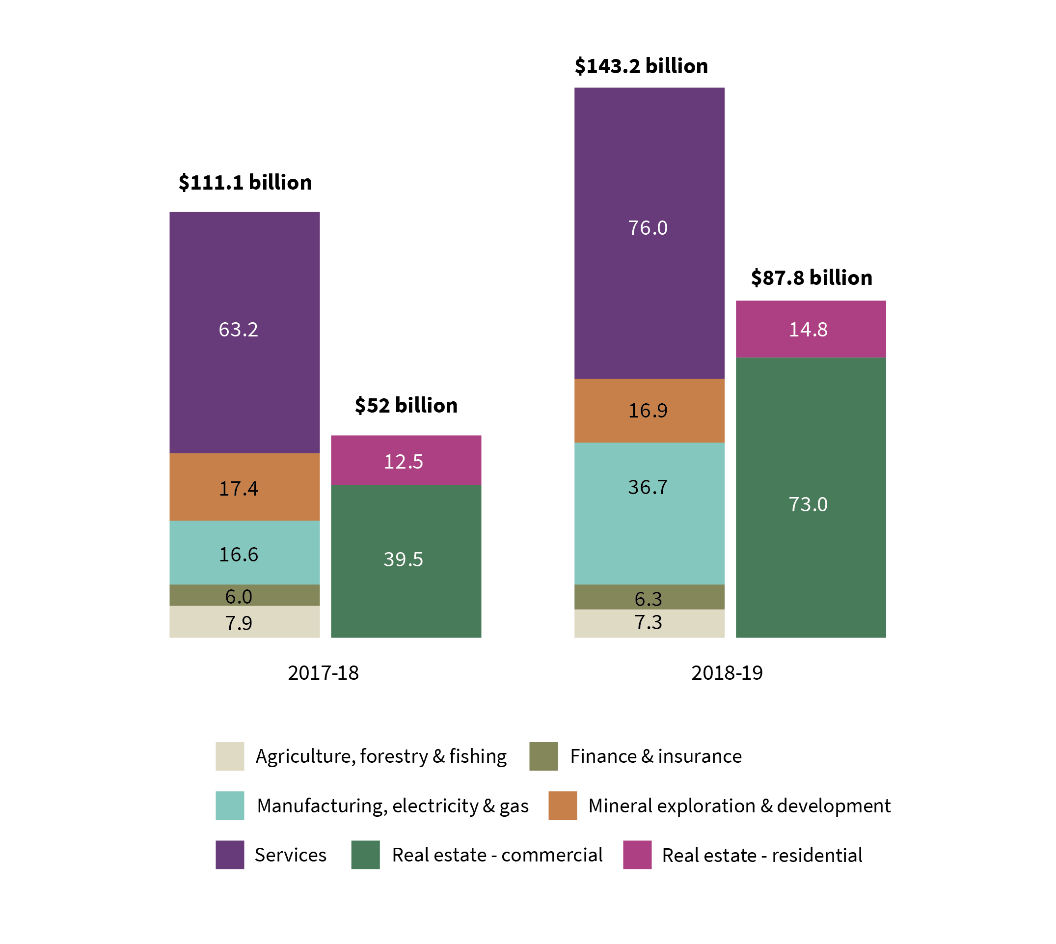 $143.2 billion
$111.1 billion
76.0
$87.8 billion
63.2
14.8
$52 billion
16.9
12.5
17.4
36.7
73.0
16.6
39.5
6.0
6.3
7.9
7.3
2017-18
2018-19
Agriculture, forestry & fishing
Finance & insurance
Manufacturing, electricity & gas
Mineral exploration & development
Services
Real estate - commercial
Real estate - residential